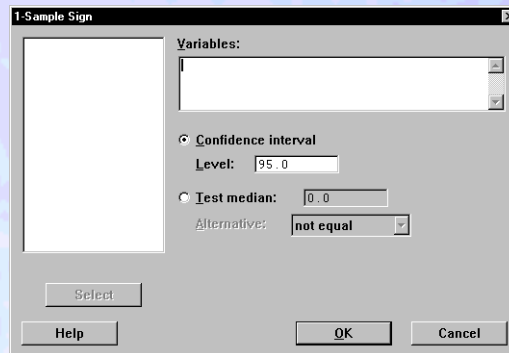 1-Sample Sign
Variables:
Confidence interval
Level: 95.0
Test median: 0.0
Alternative: not equal
Select
Help OK Cancel